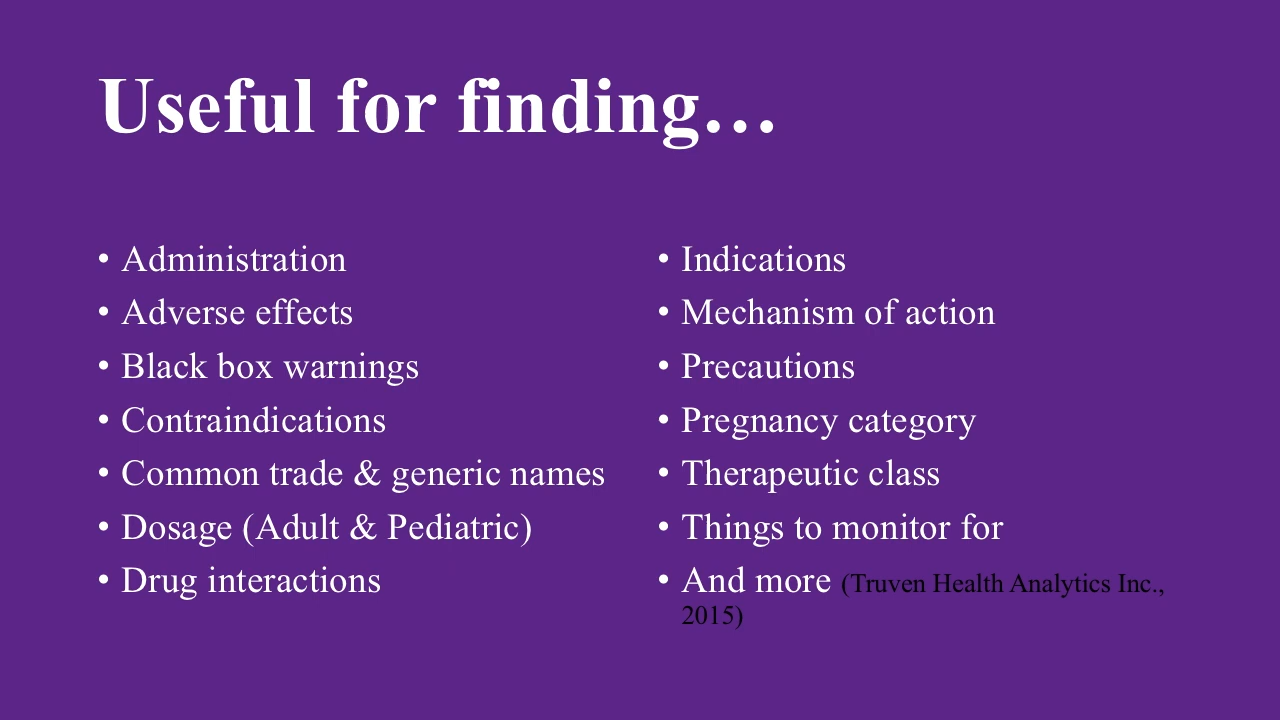 Useful for finding…
• Administration
• Adverse effects
• Black box warnings
• Contraindications
• Common trade & generic names
• Dosage (Adult & Pediatric)
• Drug interactions
• Indications
• Mechanism of action
• Precautions
• Pregnancy category
• Therapeutic class
• Things to monitor for
• And more (Truven Health Analytics Inc.,
2015)